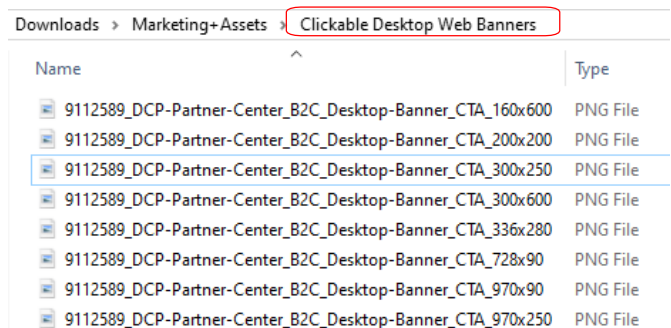 Downloads > Marketing+Assets > Clickable Desktop Web Banners
Name Type
9112589_DCP-Partner-Center_B2C_Desktop-Banner_CTA_160x600 PNG File
9112589_DCP-Partner-Center_B2C_Desktop-Banner_CTA_200x200 PNG File
9112589_DCP-Partner-Center_B2C_Desktop-Banner_CTA_300x250 PNG File
9112589_DCP-Partner-Center_B2C_Desktop-Banner_CTA_300x600 PNG File
9112589_DCP-Partner-Center_B2C_Desktop-Banner_CTA_336x280 PNG File
9112589_DCP-Partner-Center_B2C_Desktop-Banner_CTA_728x90 PNG File
9112589_DCP-Partner-Center_B2C_Desktop-Banner_CTA_970x90 PNG File
9112589_DCP-Partner-Center_B2C_Desktop-Banner_CTA_970x250 PNG File